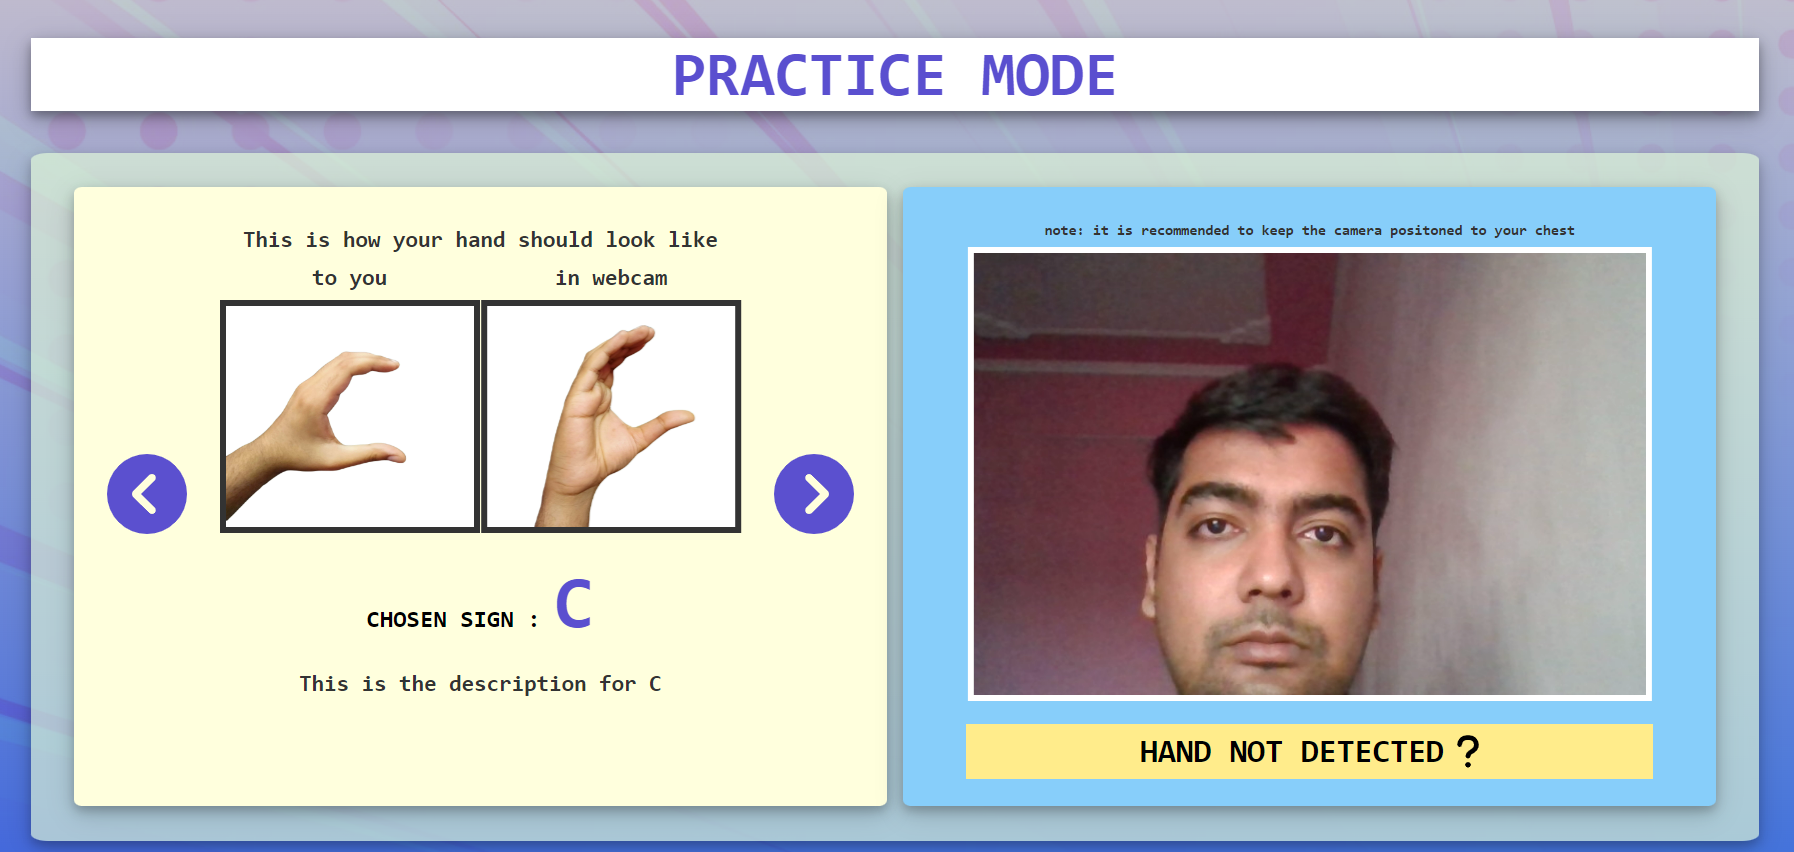 PRACTICE MODE
This is how your hand should look like
to you
in webcam
CHOSEN SIGN : C
This is the description for C
note: it is recommended to keep the camera positoned to your chest
HAND NOT DETECTED ?